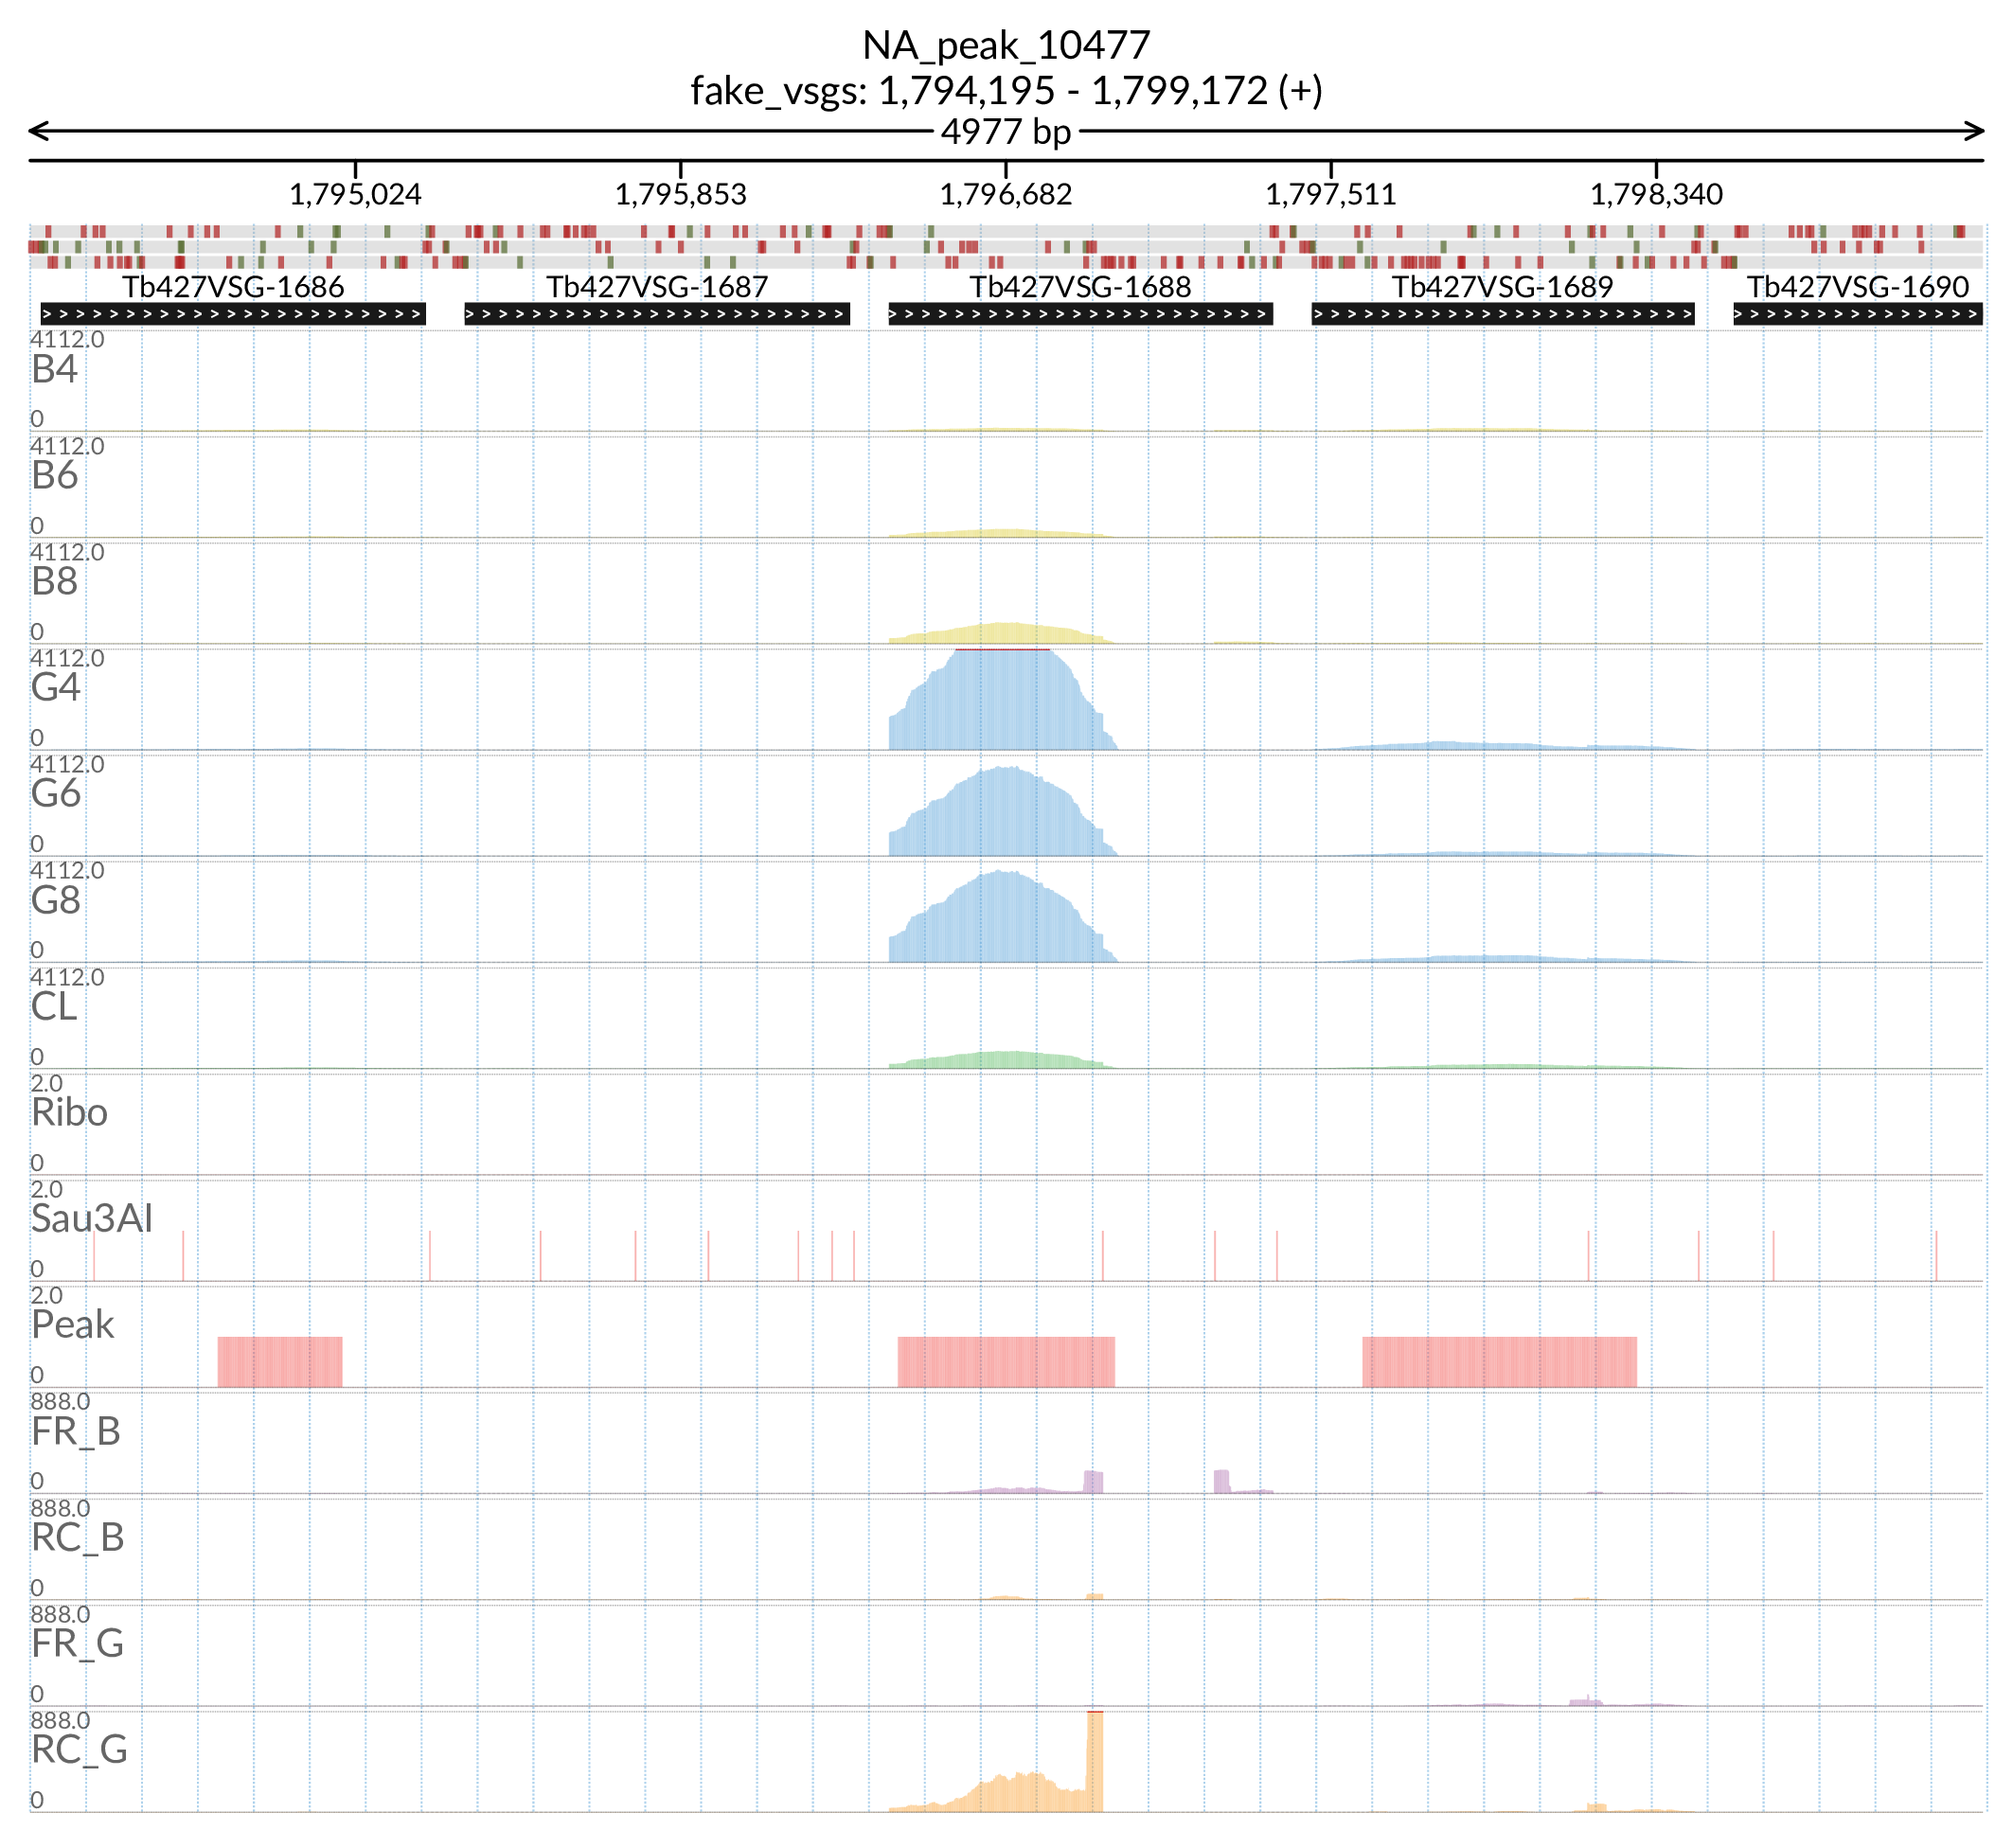 NA_peak_10477
fake_vsgs: 1,794,195 - 1,799,172 (+)
4977 bp
1,795,024 1,795,853 1,796,682 1,797,511 1,798,340
Tb427VSG-1686 Tb427VSG-1687 Tb427VSG-1688 Tb427VSG-1689 Tb427VSG-1690
4112.0
B4
0
4112.0
B6
0
4112.0
B8
0
4112.0
G4
0
4112.0
G6
0
4112.0
G8
0
4112.0
CL
0
2.0
Ribo
0
2.0
Sau3AI
0
2.0
Peak
0
888.0
FR_B
0
888.0
RC_B
0
888.0
FR_G
0
888.0
RC_G
0